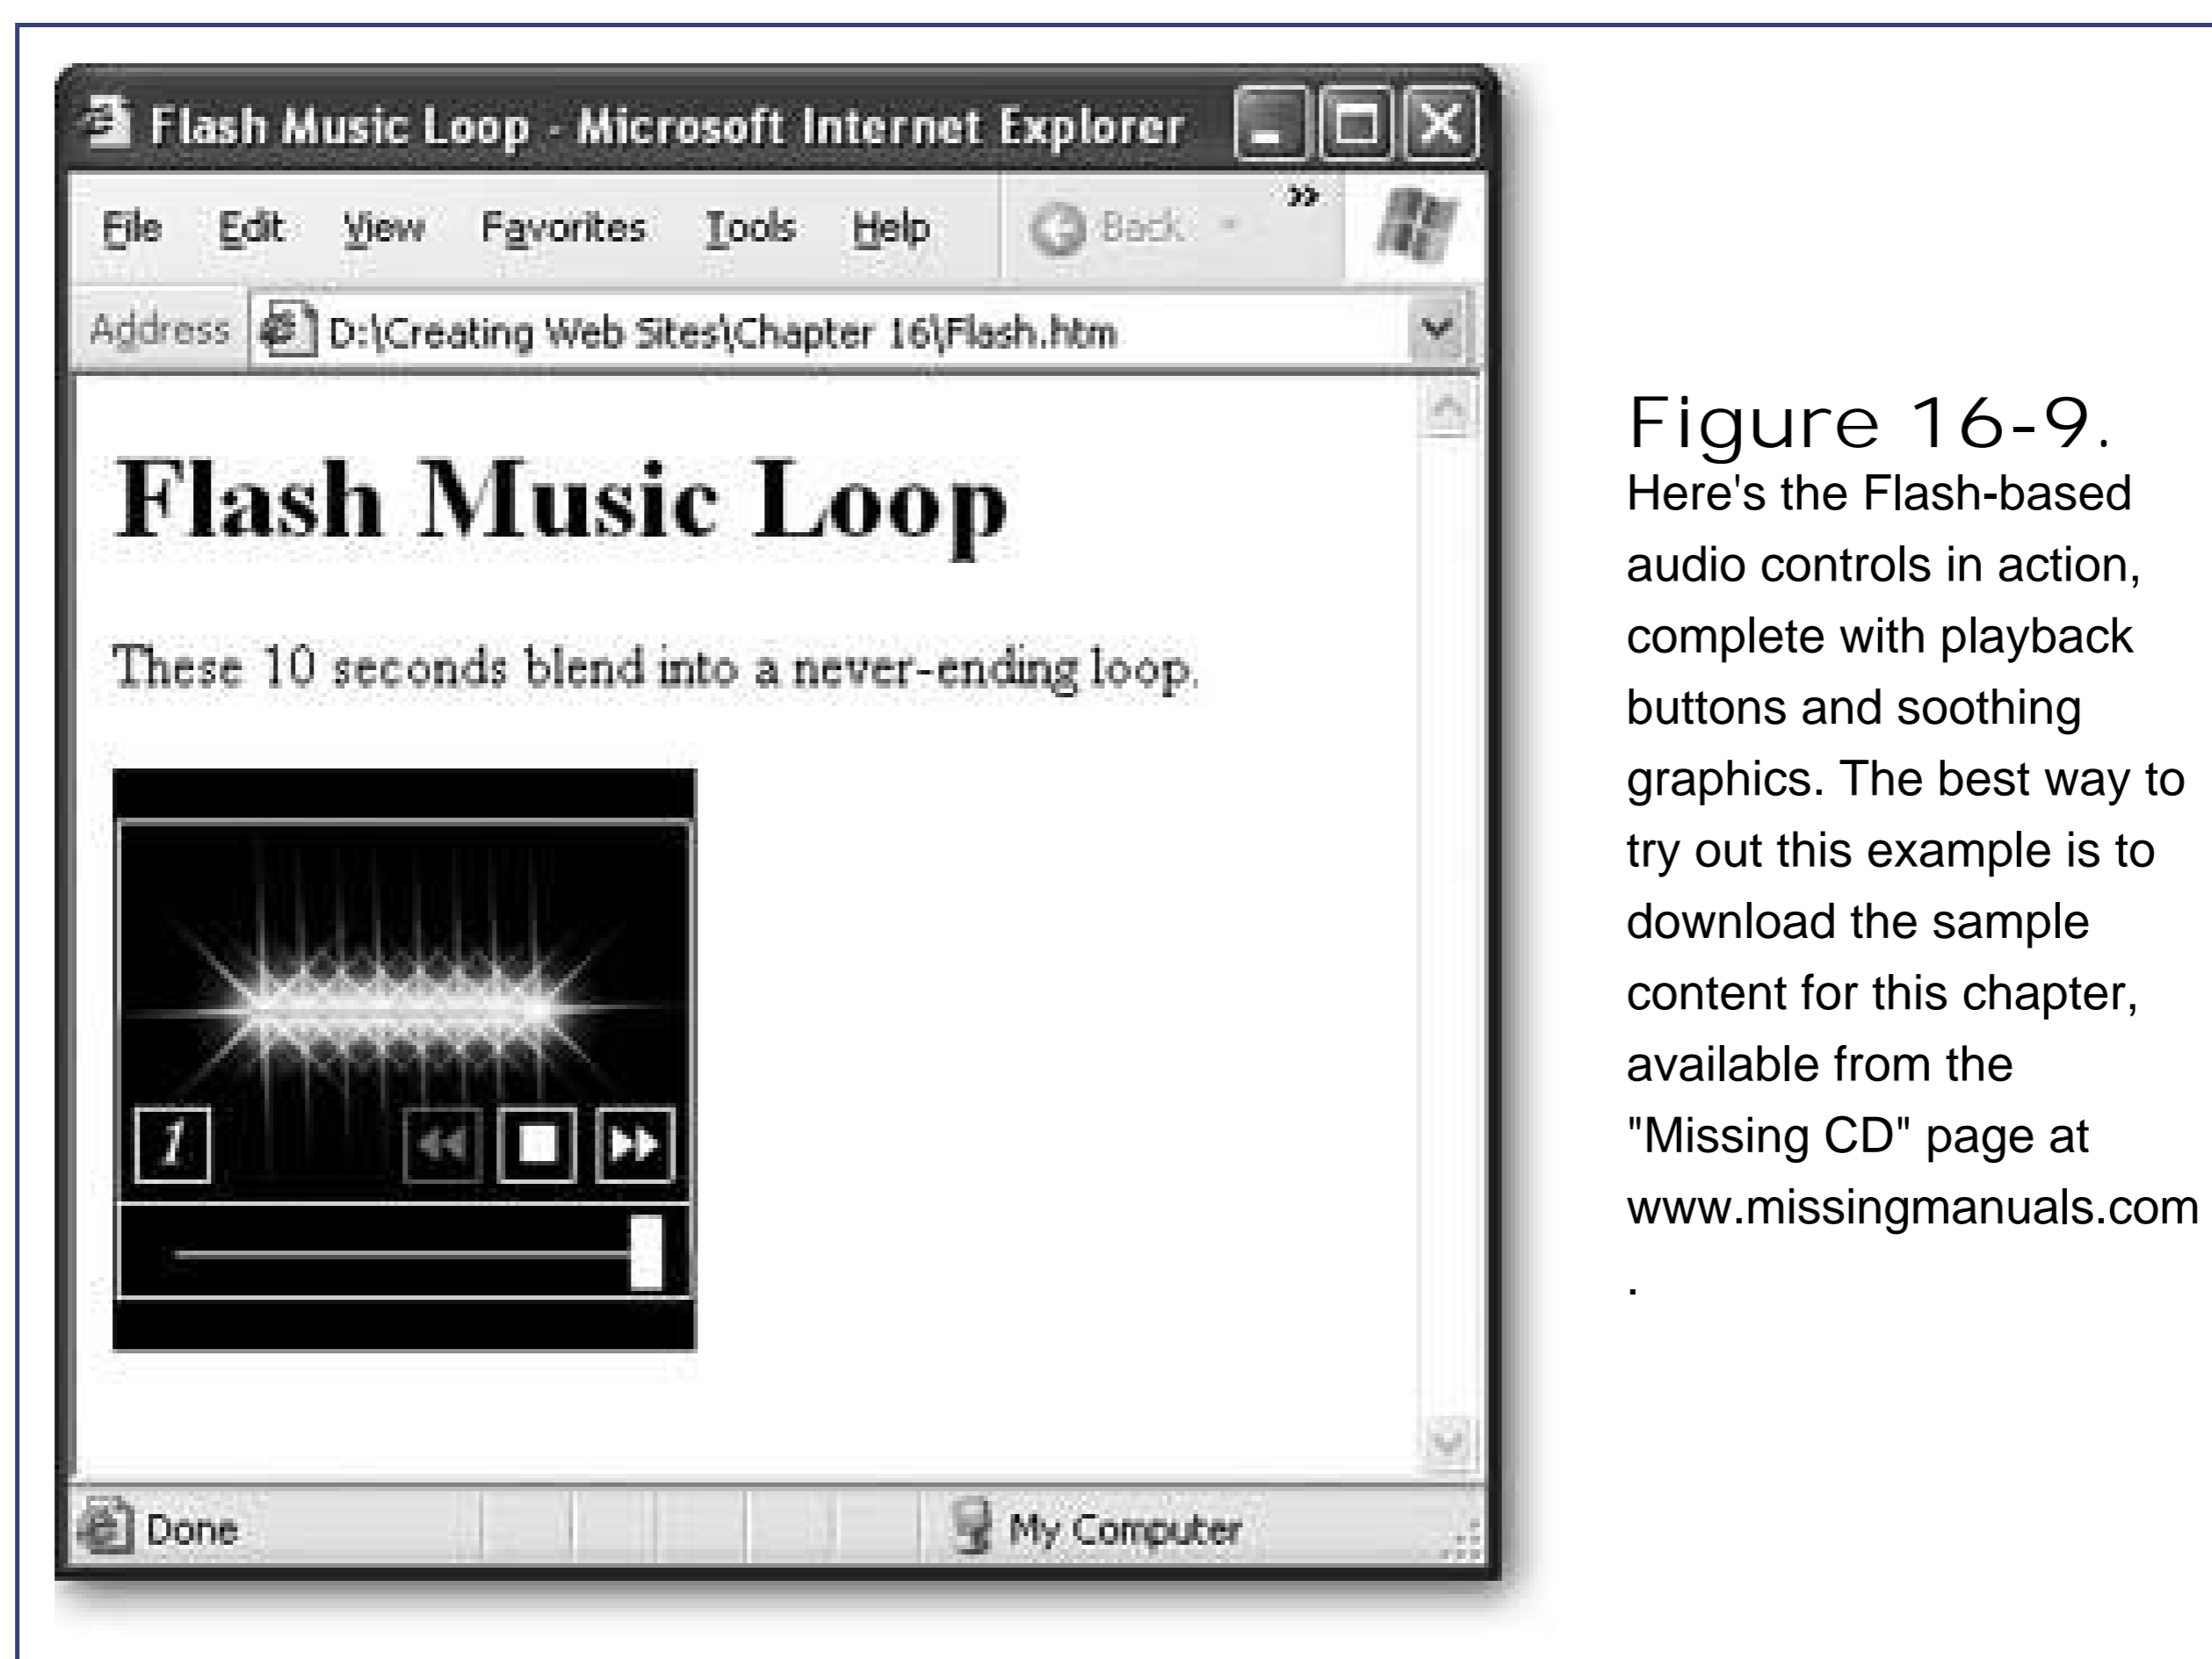 Flash Music Loop - Microsoft Internet Explorer
File Edit View Favorites Tools Help Back »
Address D:\Creating Web Sites\Chapter 16\Flash.htm
Flash Music Loop
These 10 seconds blend into a never-ending loop.
1
Done My Computer
Figure 16-9.
Here's the Flash-based
audio controls in action,
complete with playback
buttons and soothing
graphics. The best way to
try out this example is to
download the sample
content for this chapter,
available from the
"Missing CD" page at
www.missingmanuals.com
.